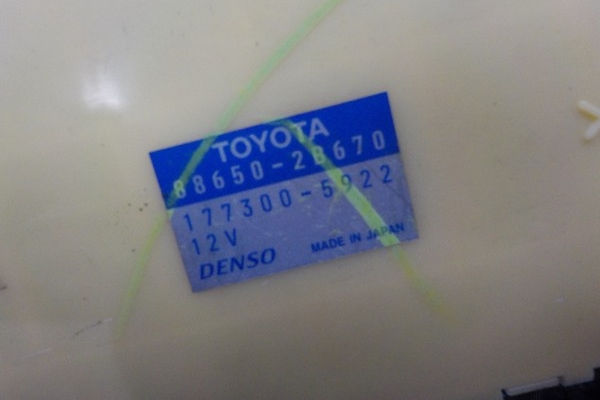 TOYOTA
88650-2B670
177300-5922
12V
DENSO MADE IN JAPAN